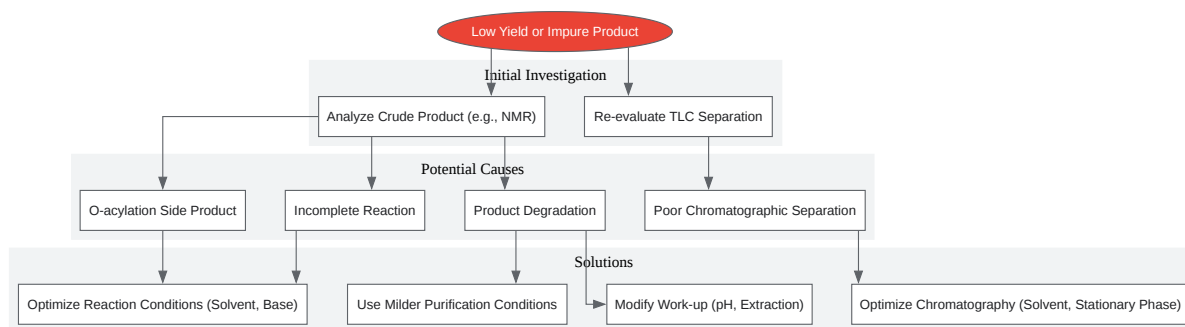 Low Yield or Impure Product
Initial Investigation
Analyze Crude Product (e.g., NMR)
Re-evaluate TLC Separation
Potential Causes
O-acylation Side Product
Incomplete Reaction
Product Degradation
Poor Chromatographic Separation
Solutions
Optimize Reaction Conditions (Solvent, Base)
Use Milder Purification Conditions
Modify Work-up (pH, Extraction)
Optimize Chromatography (Solvent, Stationary Phase)